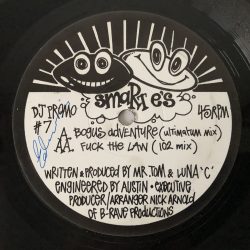 SMART E'S
DJ PROMO
#7
45RPM
AA. BOGUS ADVENTURE (ULTIMATUM MIX)
FUCK THE LAW (102 MIX)
WRITTEN & PRODUCED BY MR. TOM & LUNA "C"
ENGINEERED BY AUSTIN • EXECUTIVE
PRODUCER/ARRANGER NICK ARNOLD
OF B-RAVE PRODUCTIONS